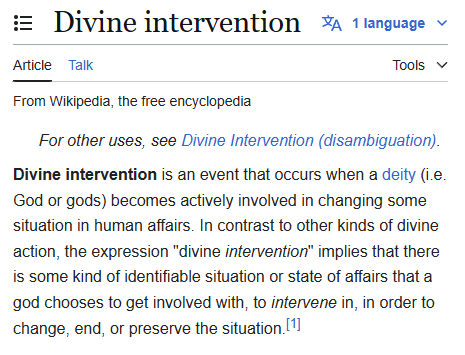 Divine intervention
1 language
Article Talk Tools
From Wikipedia, the free encyclopedia
For other uses, see Divine Intervention (disambiguation).
Divine intervention is an event that occurs when a deity (i.e.
God or gods) becomes actively involved in changing some
situation in human affairs. In contrast to other kinds of divine
action, the expression "divine intervention" implies that there
is some kind of identifiable situation or state of affairs that a
god chooses to get involved with, to intervene in, in order to
change, end, or preserve the situation.[1]